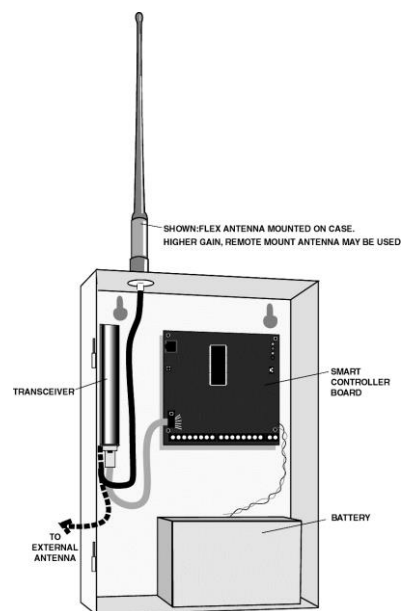 SHOWN:FLEX ANTENNA MOUNTED ON CASE.
HIGHER GAIN, REMOTE MOUNT ANTENNA MAY BE USED
TRANSCEIVER
SMART
CONTROLLER
BOARD
BATTERY
TO
EXTERNAL
ANTENNA